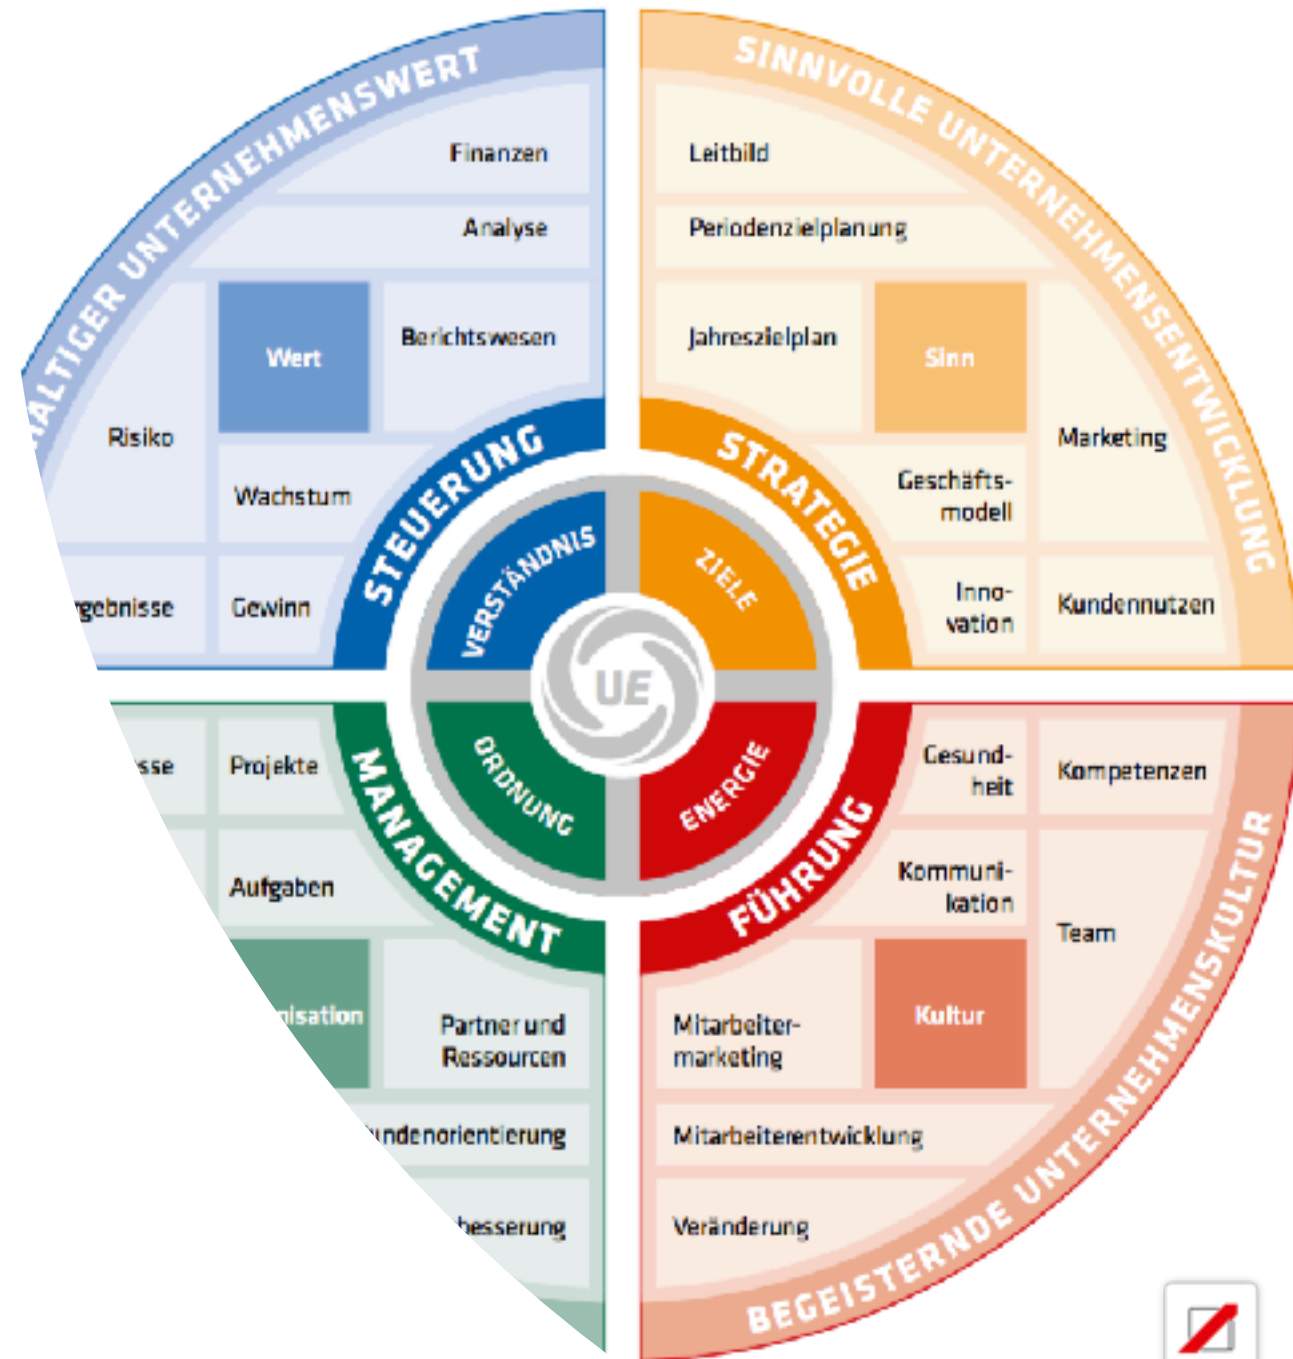 UNTERNEHMENSWERT
Finanzen
Analyse
Wert
Berichtswesen
Risiko
Wachstum
Gewinn
STEUERUNG
VERSTÄNDNIS
SINNVOLLE UNTERNEHMENSENTWICKLUNG
Leitbild
Periodenzielplanung
Jahreszielplan
Sinn
Marketing
Geschäfts-
modell
Inno-
vation
Kundennutzen
STRATEGIE
ZIELE
UE
Projekte
Aufgaben
Partner und
Ressourcen
MANAGEMENT
ORDNUNG
Gesund-
heit
Kompetenzen
Kommuni-
kation
Team
Mitarbeiter-
marketing
Kultur
Mitarbeiterentwicklung
Veränderung
FÜHRUNG
ENERGIE
BEGEISTERNDE UNTERNEHMENSKULTUR